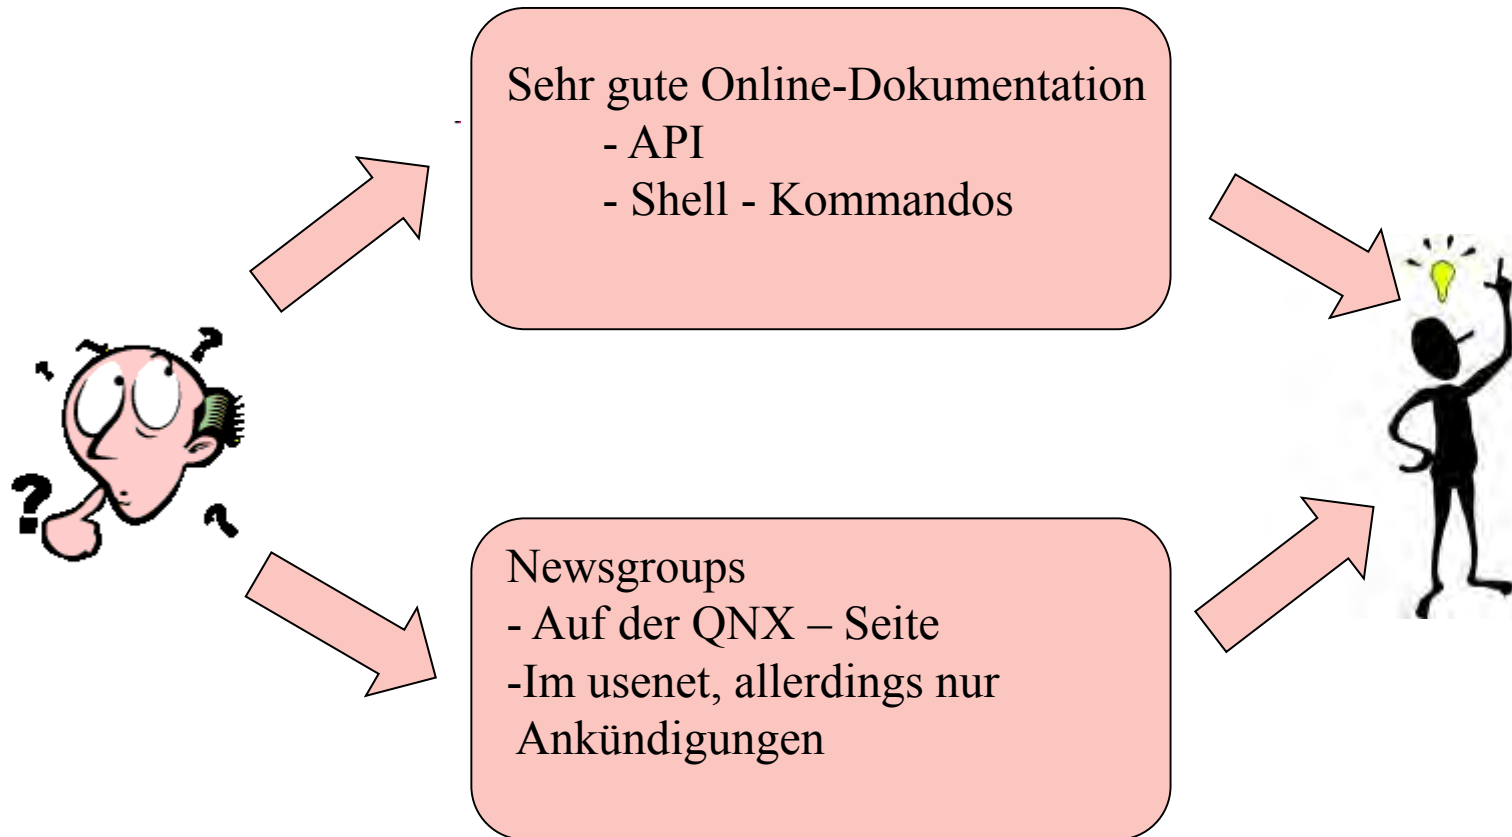 Sehr gute Online-Dokumentation
- API
- Shell - Kommandos
Newsgroups
- Auf der QNX – Seite
-Im usenet, allerdings nur
Ankündigungen